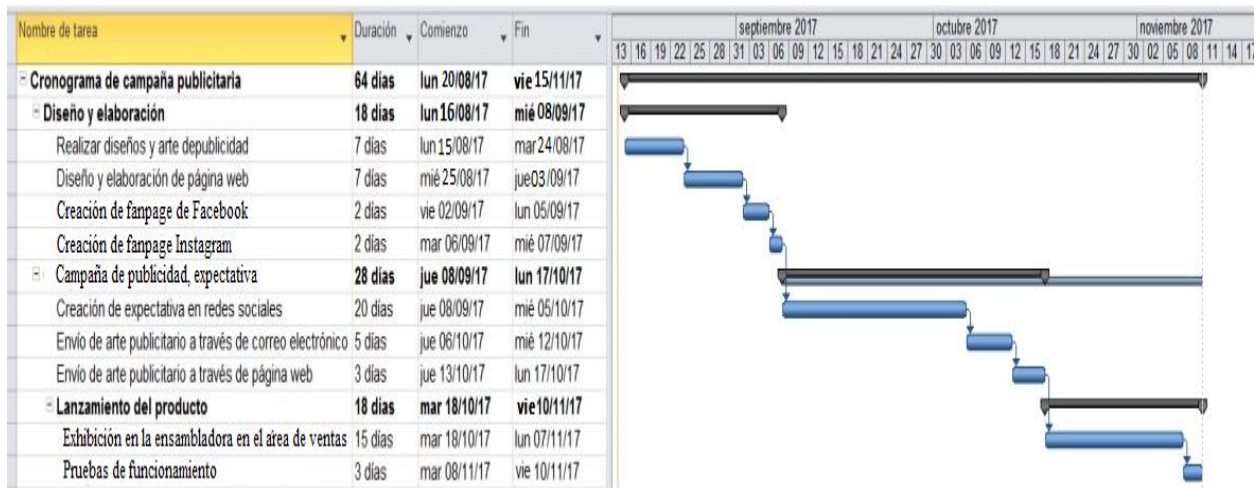 Nombre de tarea Duración Comienzo Fin
septiembre 2017 octubre 2017 noviembre 2017
13 16 19 22 25 28 31 03 06 09 12 15 18 21 24 27 30 03 06 09 12 15 18 21 24 27 30 02 05 08 11 14 17
Cronograma de campaña publicitaria 64 días lun 20/08/17 vie 15/11/17
Diseño y elaboración 18 días lun 16/08/17 mié 08/09/17
Realizar diseños y arte depublicidad 7 días lun 15/08/17 mar 24/08/17
Diseño y elaboración de página web 7 días mié 25/08/17 jue 03/09/17
Creación de fanpage de Facebook 2 días vie 02/09/17 lun 05/09/17
Creación de fanpage Instagram 2 días mar 06/09/17 mié 07/09/17
Campaña de publicidad, expectativa 28 días jue 08/09/17 lun 17/10/17
Creación de expectativa en redes sociales 20 días jue 08/09/17 mié 05/10/17
Envío de arte publicitario a través de correo electrónico 5 días jue 06/10/17 mié 12/10/17
Envío de arte publicitario a través de página web 3 días jue 13/10/17 lun 17/10/17
Lanzamiento del producto 18 días mar 18/10/17 vie 10/11/17
Exhibición en la ensambladora en el área de ventas 15 días mar 18/10/17 lun 07/11/17
Pruebas de funcionamiento 3 días mar 08/11/17 vie 10/11/17